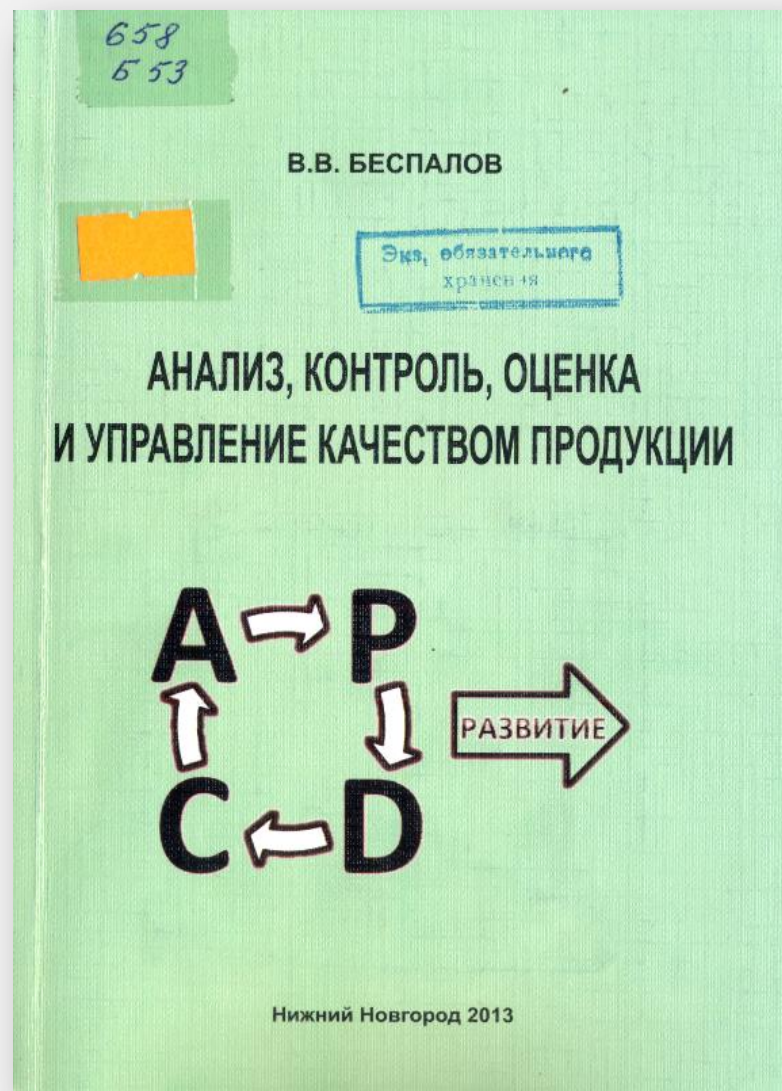 658
Б 53
В.В. БЕСПАЛОВ
Экз, обязательного
хранения
АНАЛИЗ, КОНТРОЛЬ, ОЦЕНКА
И УПРАВЛЕНИЕ КАЧЕСТВОМ ПРОДУКЦИИ
A P
РАЗВИТИЕ
C D
Нижний Новгород 2013